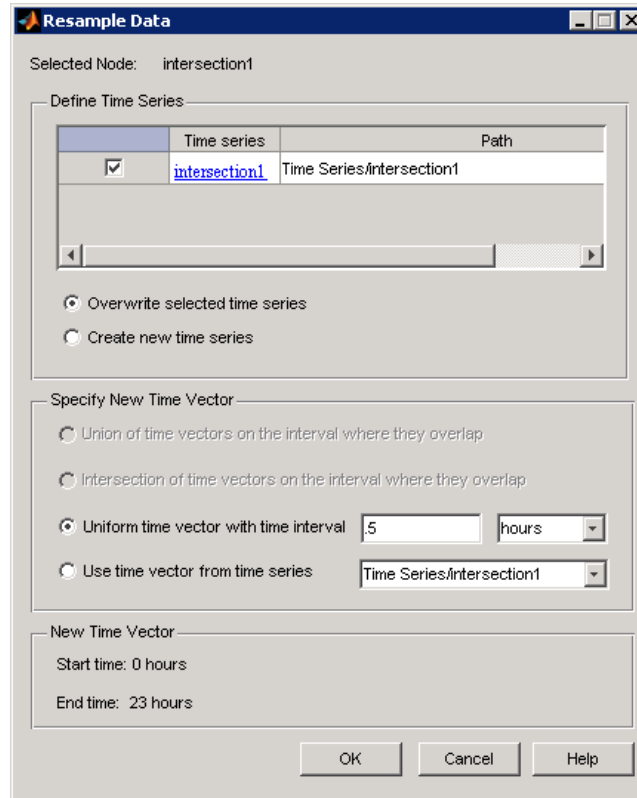 Resample Data
Selected Node: intersection1
Define Time Series
Time series Path
intersection1 Time Series/intersection1
Overwrite selected time series
Create new time series
Specify New Time Vector
Union of time vectors on the interval where they overlap
Intersection of time vectors on the interval where they overlap
Uniform time vector with time interval .5 hours
Use time vector from time series Time Series/intersection1
New Time Vector
Start time: 0 hours
End time: 23 hours
OK Cancel Help